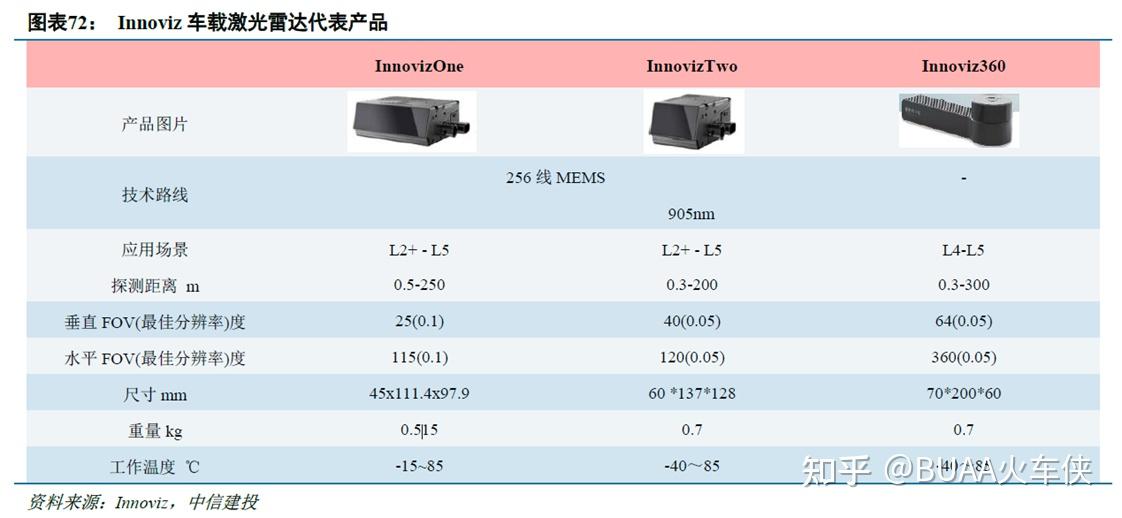 图表72： Innoviz 车载激光雷达代表产品
InnovizOne InnovizTwo Innoviz360
产品图片
技术路线 256 线 MEMS -
905nm
应用场景 L2+ - L5 L2+ - L5 L4-L5
探测距离 m 0.5-250 0.3-200 0.3-300
垂直 FOV(最佳分辨率)度 25(0.1) 40(0.05) 64(0.05)
水平 FOV(最佳分辨率)度 115(0.1) 120(0.05) 360(0.05)
尺寸 mm 45x111.4x97.9 60 *137*128 70*200*60
重量 kg 0.5|15 0.7 0.7
工作温度 ℃ -15~85 -40～85 -40～85
知乎 @BUAA火车侠
资料来源：Innoviz，中信建投